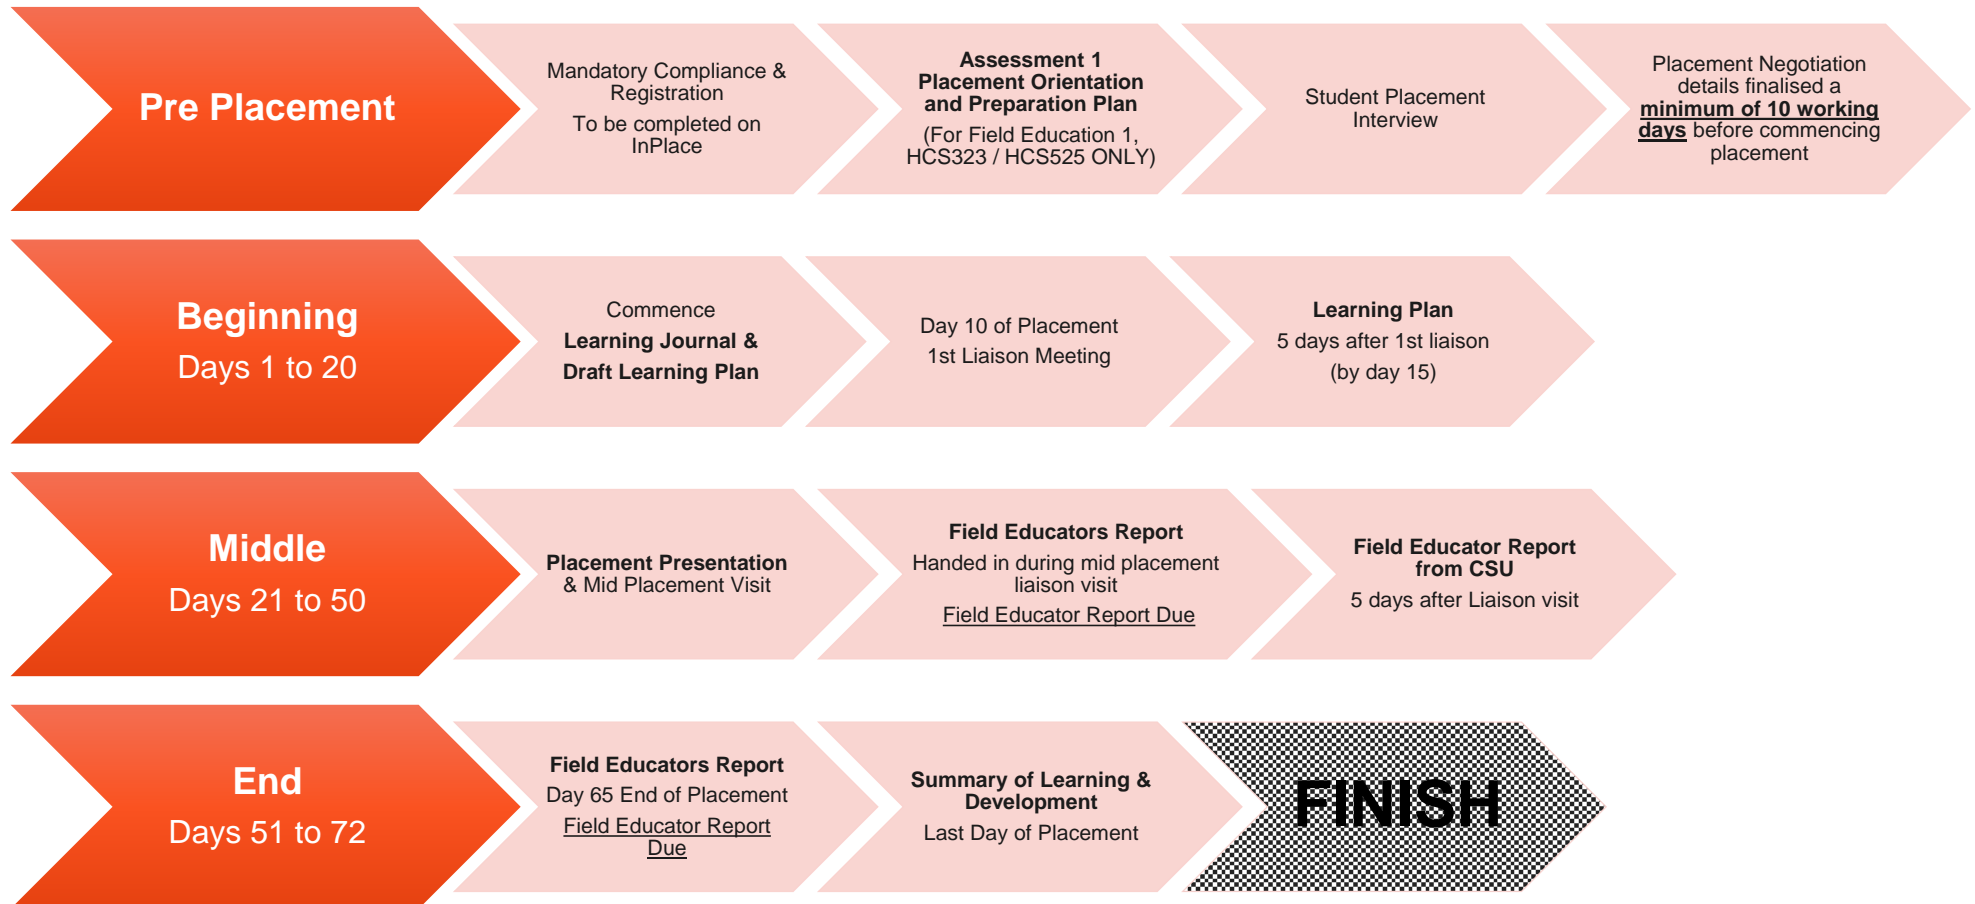 Pre Placement
Mandatory Compliance &
Registration
To be completed on
InPlace
Assessment 1
Placement Orientation
and Preparation Plan
(For Field Education 1,
HCS323 / HCS525 ONLY)
Student Placement
Interview
Placement Negotiation
details finalised a
minimum of 10 working
days before commencing
placement
Beginning
Days 1 to 20
Commence
Learning Journal &
Draft Learning Plan
Day 10 of Placement
1st Liaison Meeting
Learning Plan
5 days after 1st liaison
(by day 15)
Middle
Days 21 to 50
Placement Presentation
& Mid Placement Visit
Field Educators Report
Handed in during mid placement
liaison visit
Field Educator Report Due
Field Educator Report
from CSU
5 days after Liaison visit
End
Days 51 to 72
Field Educators Report
Day 65 End of Placement
Field Educator Report
Due
Summary of Learning &
Development
Last Day of Placement
FINISH